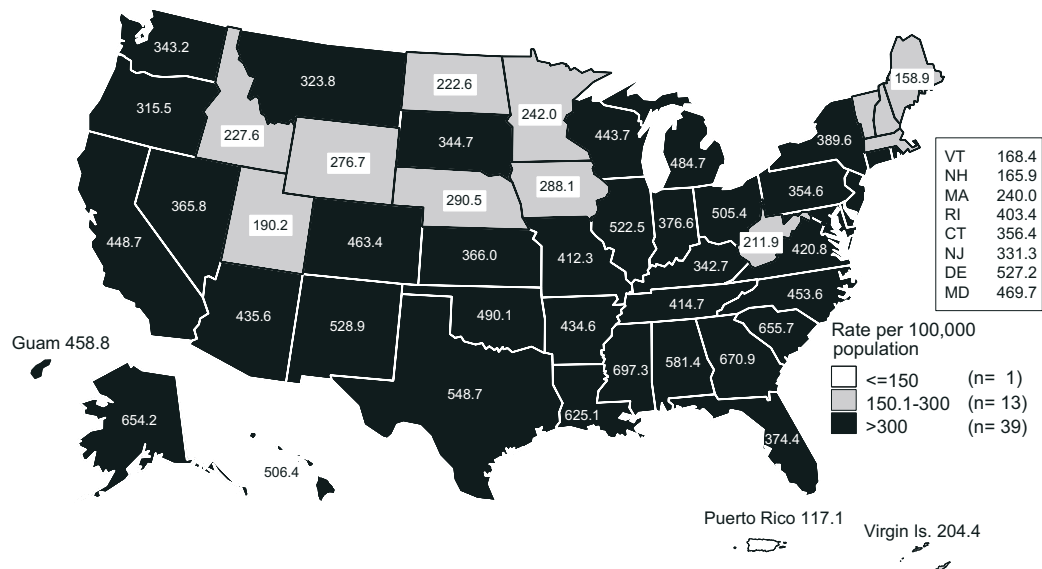 343.2
323.8
222.6
158.9
315.5
242.0
227.6
344.7
443.7
389.6
276.7
484.7
VT 168.4
NH 165.9
MA 240.0
RI 403.4
CT 356.4
NJ 331.3
DE 527.2
MD 469.7
288.1
354.6
365.8
290.5
505.4
190.2
522.5
376.6
448.7
463.4
211.9
420.8
366.0
412.3
342.7
453.6
414.7
435.6
528.9
490.1
434.6
655.7
Guam 458.8
Rate per 100,000
population
<=150 (n= 1)
150.1-300 (n= 13)
>300 (n= 39)
697.3
581.4
670.9
548.7
625.1
654.2
374.4
506.4
Puerto Rico 117.1
Virgin Is. 204.4